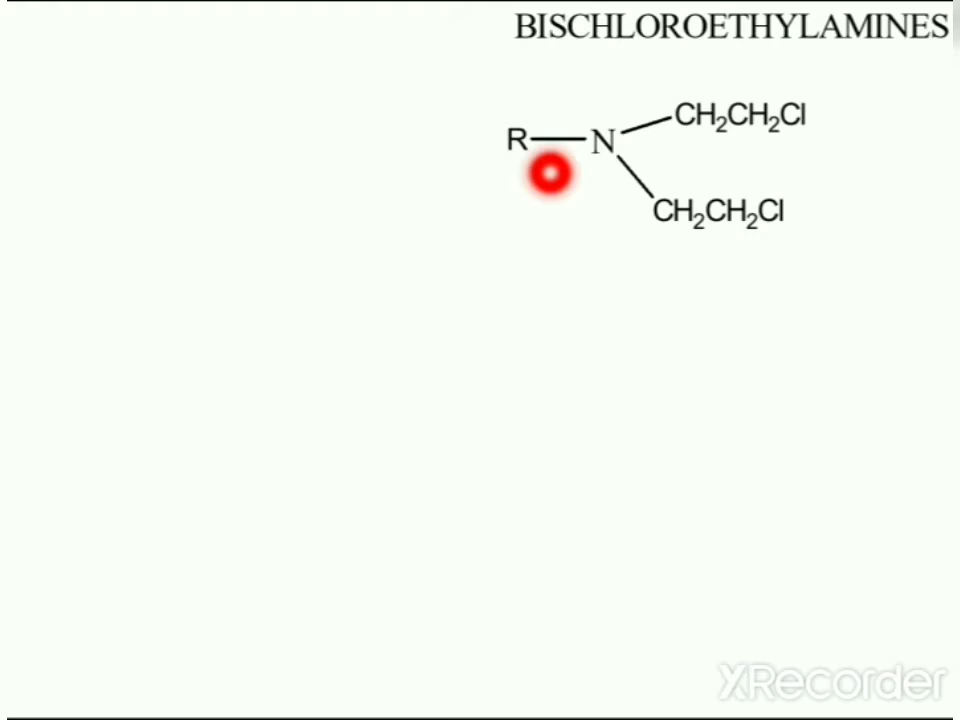 BISCHLOROETHYLAMINES
CH₂CH₂Cl
R—N
CH₂CH₂Cl
XRecorder